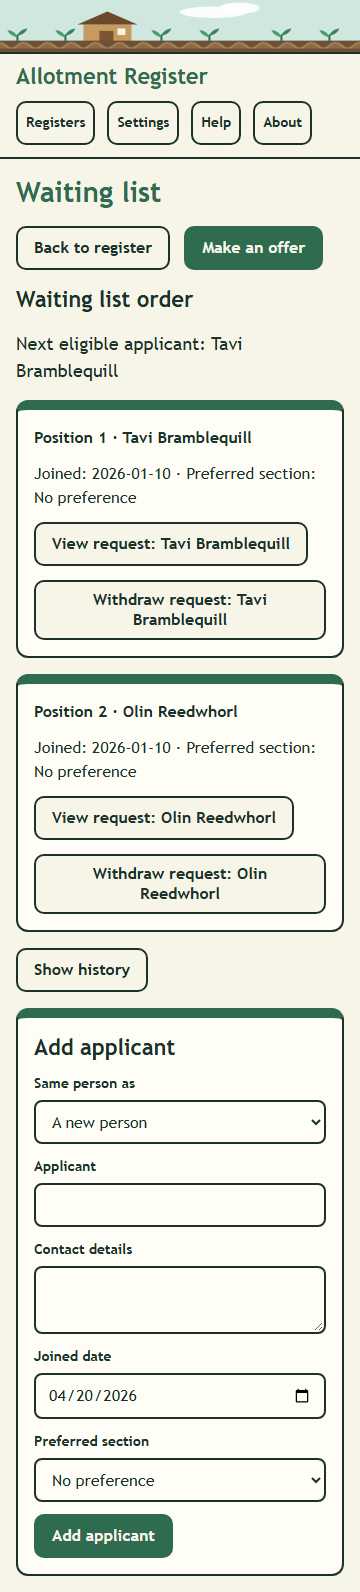 Allotment Register
Registers
Settings
Help
About
Waiting list
Back to register
Make an offer
Waiting list order
Next eligible applicant: Tavi
Bramblequill
Position 1 · Tavi Bramblequill
Joined: 2026-01-10 · Preferred section:
No preference
View request: Tavi Bramblequill
Withdraw request: Tavi
Bramblequill
Position 2 · Olin Reedwhorl
Joined: 2026-01-10 · Preferred section:
No preference
View request: Olin Reedwhorl
Withdraw request: Olin
Reedwhorl
Show history
Add applicant
Same person as
A new person
Applicant
Contact details
Joined date
04/20/2026
Preferred section
No preference
Add applicant